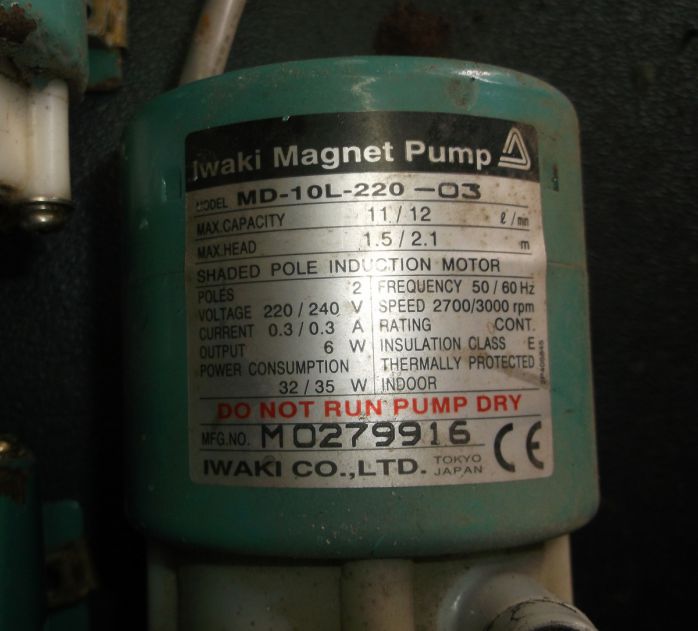 Iwaki Magnet Pump
MODEL MD-10L-220-03
MAX.CAPACITY 11/12 ℓ/min
MAX.HEAD 1.5/2.1 m
SHADED POLE INDUCTION MOTOR
POLES 2 FREQUENCY 50/60 Hz
VOLTAGE 220/240 V SPEED 2700/3000 rpm
CURRENT 0.3/0.3 A RATING CONT.
OUTPUT 6 W INSULATION CLASS E
POWER CONSUMPTION THERMALLY PROTECTED
32/35 W INDOOR
DO NOT RUN PUMP DRY
MFG.NO. M0279916
IWAKI CO.,LTD. TOKYO JAPAN CE